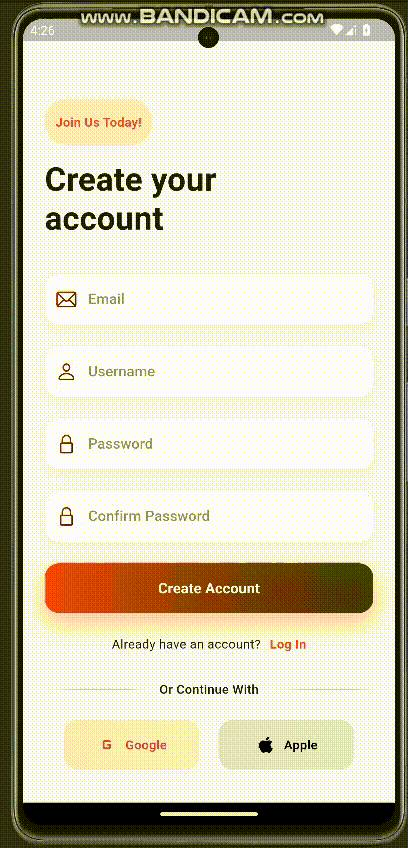 www.BANDICAM.com
4:26
Join Us Today!
Create your
account
Email
Username
Password
Confirm Password
Create Account
Already have an account? Log In
Or Continue With
G Google
Apple